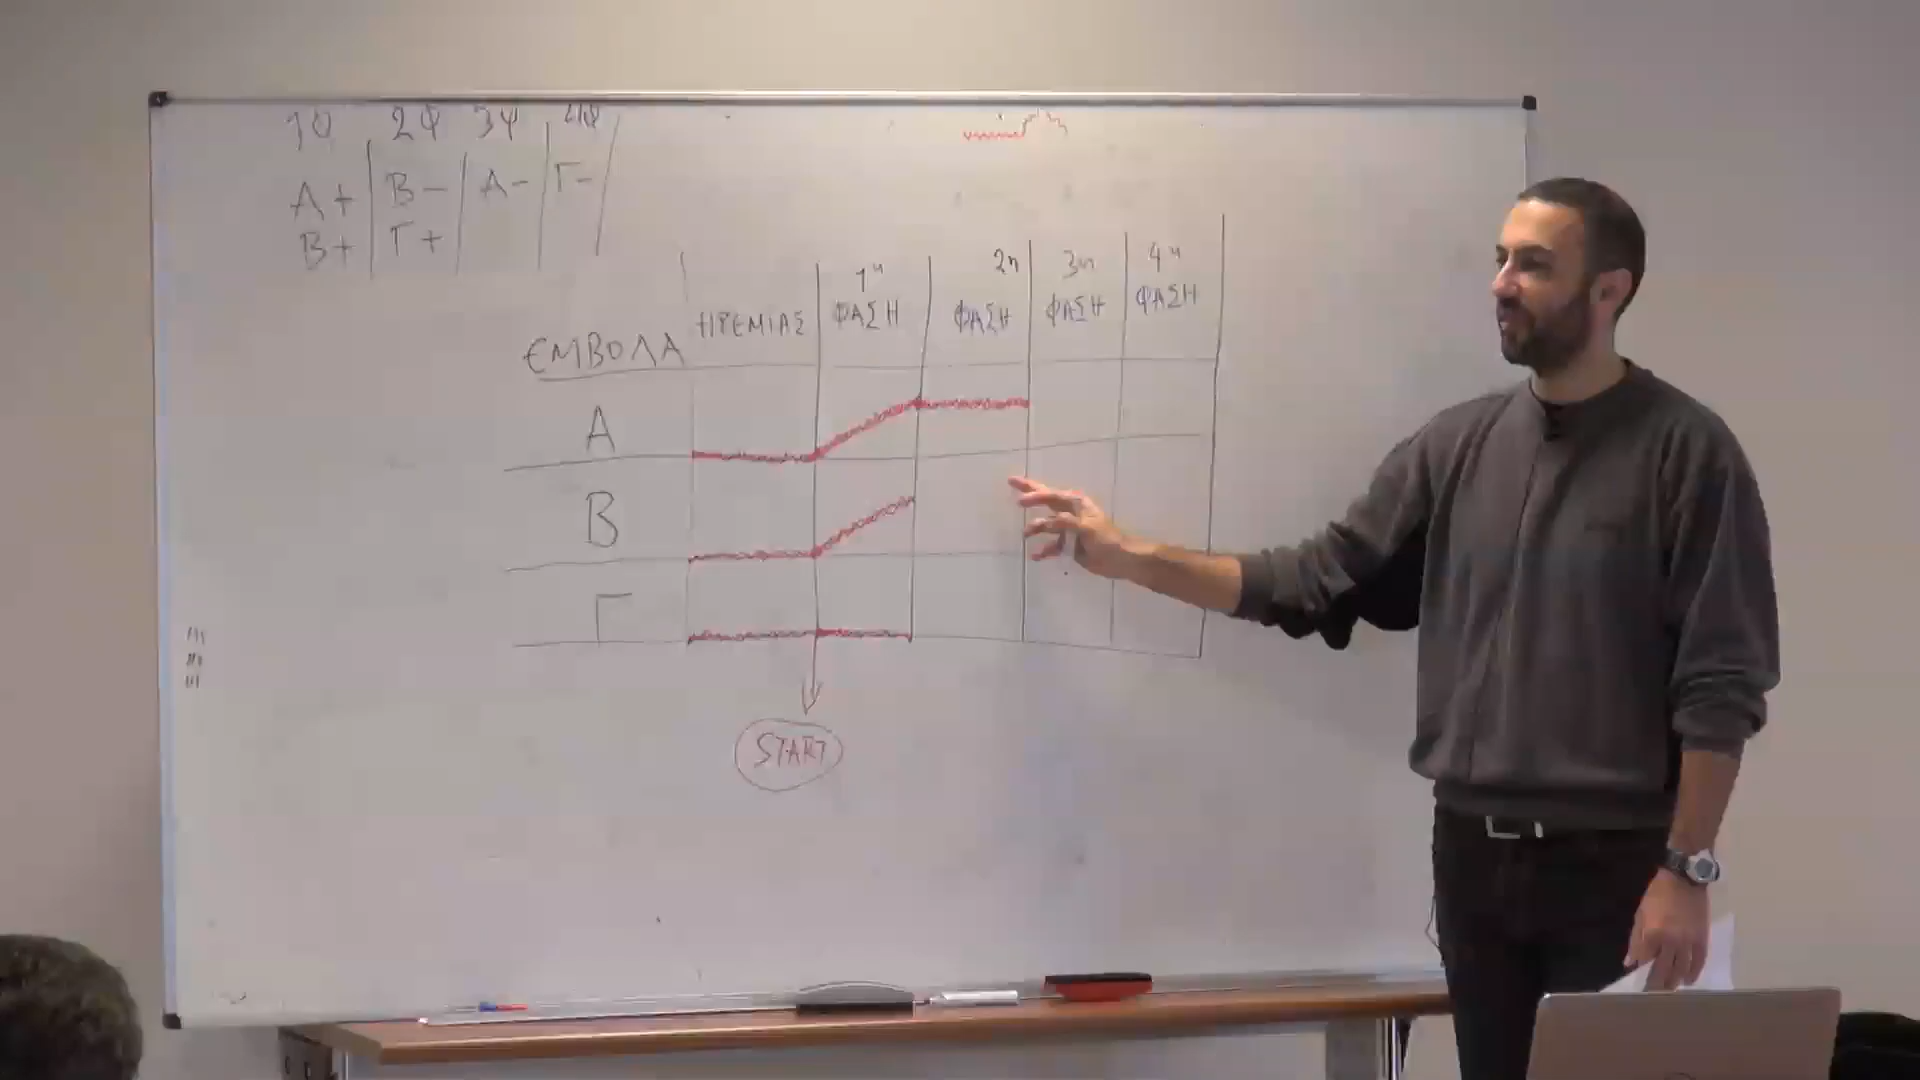 1Φ 2Φ 3Φ 4Φ
A+ B- A- Γ-
B+ Γ+
1η 2η 3η 4η
ΕΜΒΟΛΑ ΗΡΕΜΙΑΣ ΦΑΣΗ ΦΑΣΗ ΦΑΣΗ ΦΑΣΗ
A
B
Γ
START